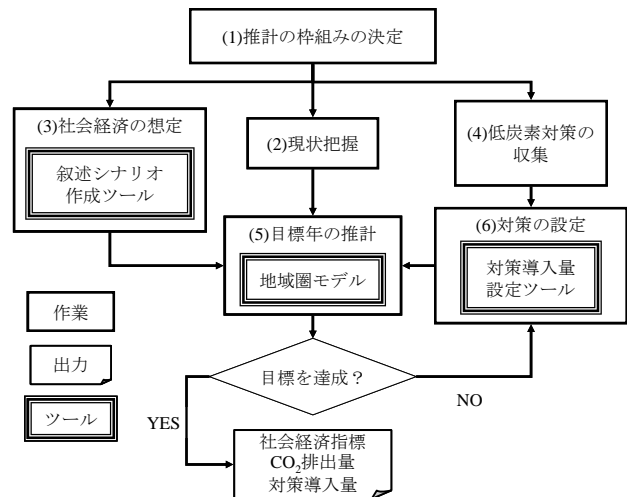 (1)推計の枠組みの決定
(3)社会経済の想定
叙述シナリオ
作成ツール
(2)現状把握
(4)低炭素対策の
収集
(5)目標年の推計
地域圏モデル
(6)対策の設定
対策導入量
設定ツール
作業
出力
ツール
目標を達成？
YES
NO
社会経済指標
CO₂排出量
対策導入量